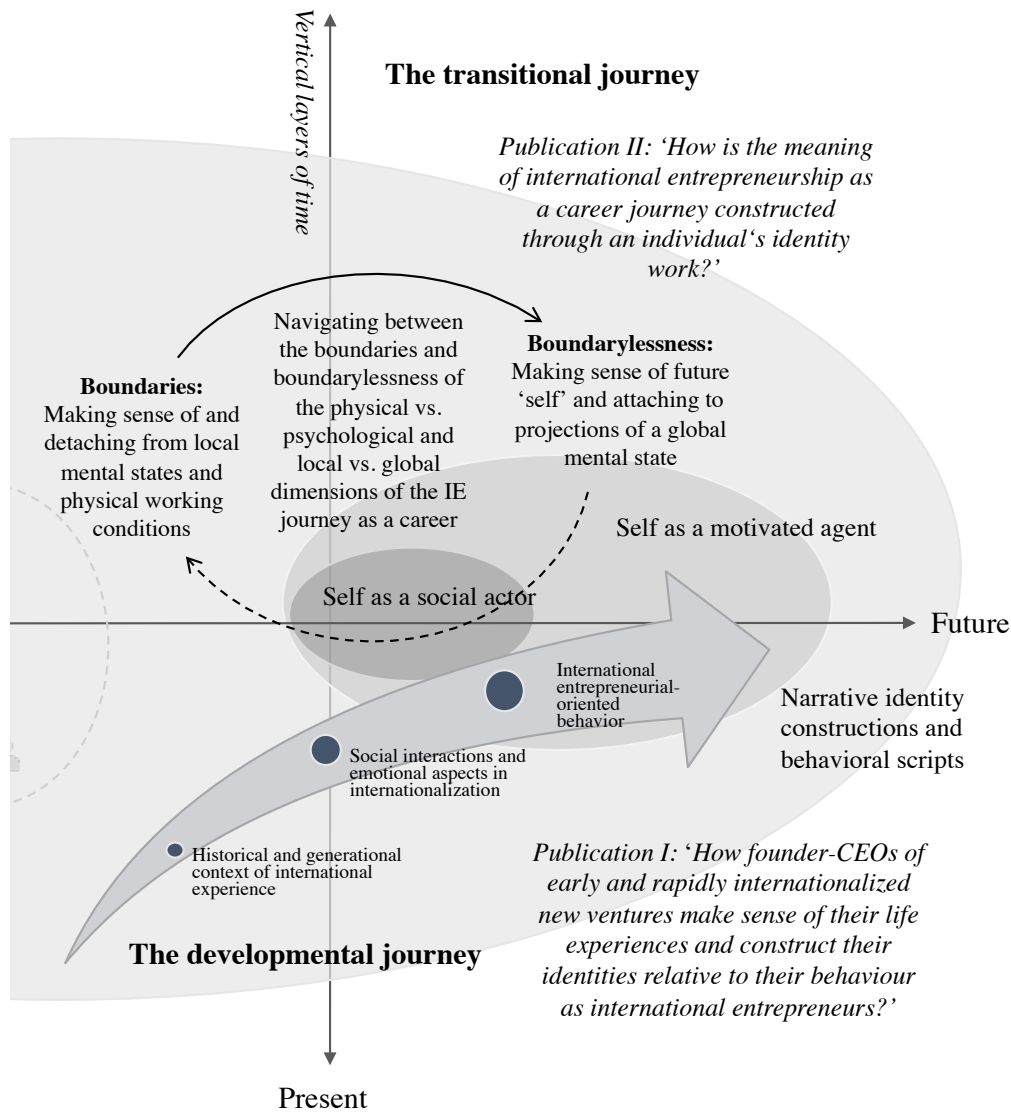 Vertical layers of time
The transitional journey
Publication II: ‘How is the meaning
of international entrepreneurship as
a career journey constructed
through an individual‘s identity
work?’
Boundaries:
Making sense of and
detaching from local
mental states and
physical working
conditions
Navigating between
the boundaries and
boundarylessness of
the physical vs.
psychological and
local vs. global
dimensions of the IE
journey as a career
Boundarylessness:
Making sense of future
‘self’ and attaching to
projections of a global
mental state
Self as a motivated agent
Self as a social actor
Future
International
entrepreneurial-
oriented
behavior
Narrative identity
constructions and
behavioral scripts
Social interactions and
emotional aspects in
internationalization
Historical and generational
context of international
experience
Publication I: ‘How founder-CEOs of
early and rapidly internationalized
new ventures make sense of their life
experiences and construct their
identities relative to their behaviour
as international entrepreneurs?’
The developmental journey
Present